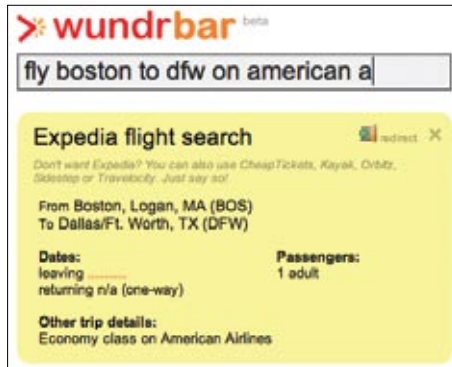 wundrbar beta
fly boston to dfw on american a
Expedia flight search redirect
Don't want Expedia? You can also use CheapTickets, Kayak, Orbitz,
Sidestep or Travelocity. Just say so!
From Boston, Logan, MA (BOS)
To Dallas/Ft. Worth, TX (DFW)
Dates: Passengers:
leaving .......... 1 adult
returning n/a (one-way)
Other trip details:
Economy class on American Airlines